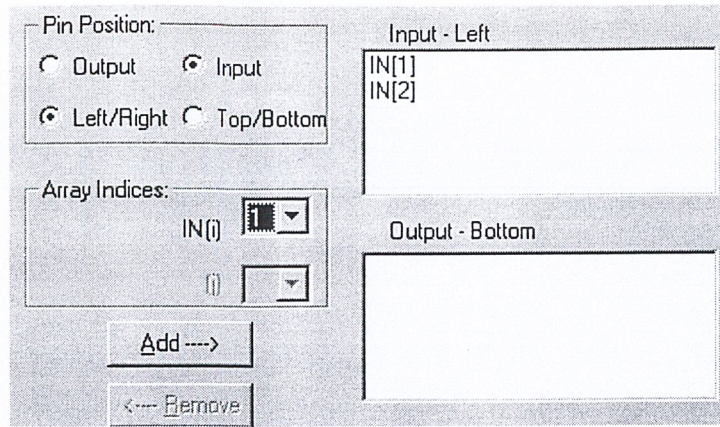 Pin Position:
Output
Input
Left/Right
Top/Bottom
Array Indices:
IN(i)
1
(j)
Add ---->
<---- Remove
Input - Left
IN[1]
IN[2]
Output - Bottom